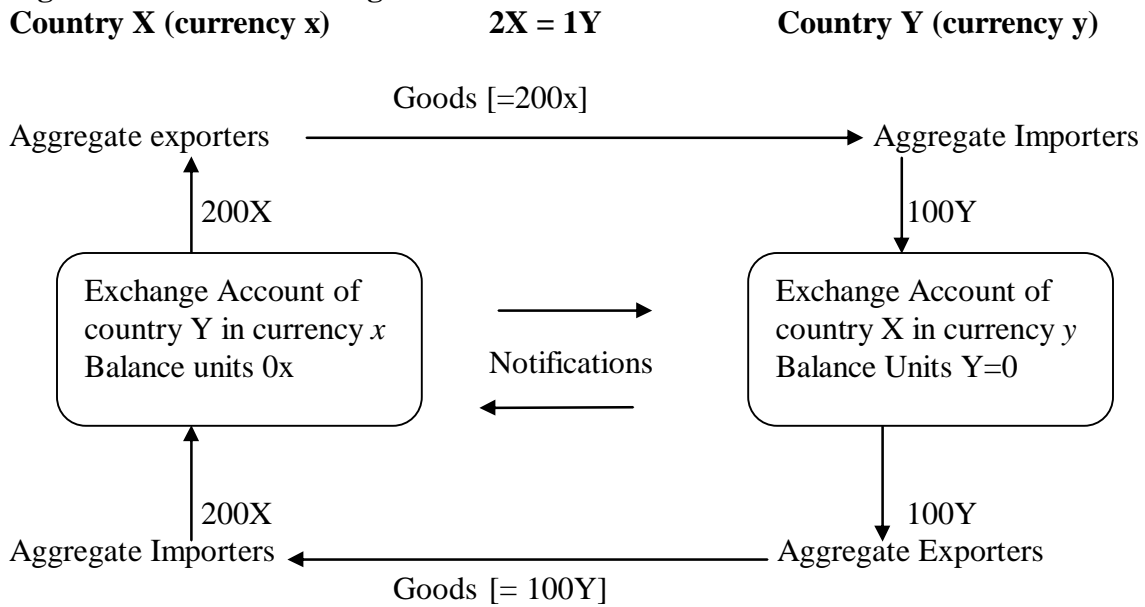 Country X (currency x) 2X = 1Y Country Y (currency y)
Goods [=200x]
Aggregate exporters Aggregate Importers
200X 100Y
Exchange Account of
country Y in currency x
Balance units 0x
Notifications
Exchange Account of
country X in currency y
Balance Units Y=0
200X 100Y
Aggregate Importers Aggregate Exporters
Goods [= 100Y]